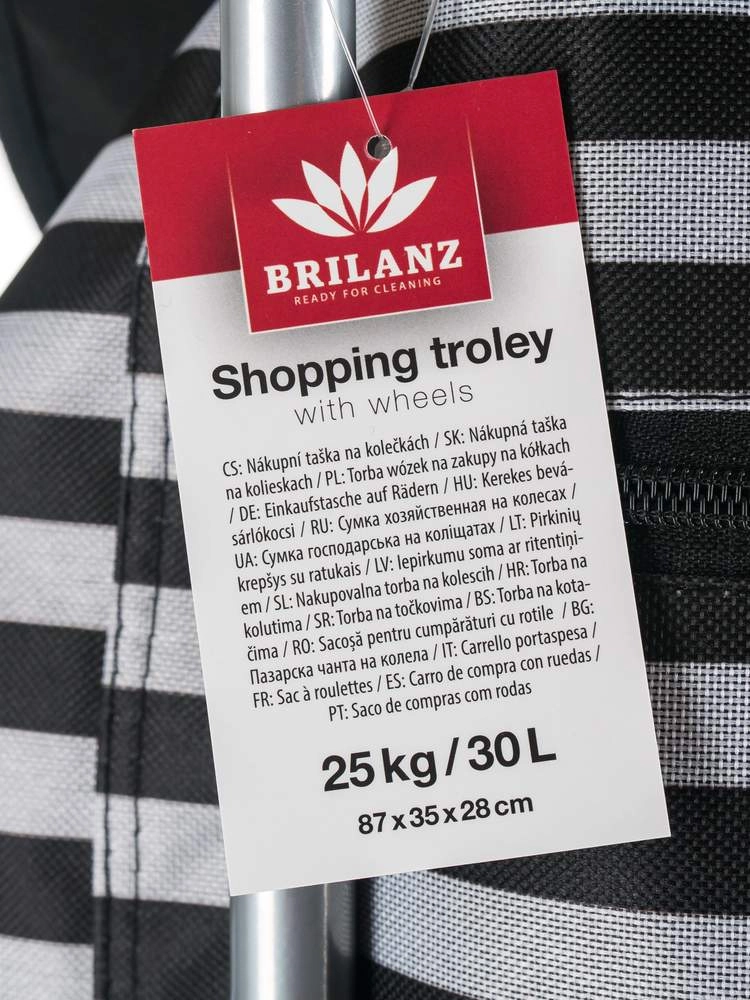 BRILANZ
READY FOR CLEANING
Shopping troley
with wheels
CS: Nákupní taška na kolečkách / SK: Nákupná taška
na kolieskach / PL: Torba wózek na zakupy na kółkach
/ DE: Einkaufstasche auf Rädern / HU: Kerekes bevá-
sárlókocsi / RU: Сумка хозяйственная на колесах /
UA: Сумка господарська на коліщатах / LT: Pirkinių
krepšys su ratukais / LV: Iepirkumu soma ar ritentiņi-
em / SL: Nakupovalna torba na kolescih / HR: Torba na
kolutima / SR: Torba na točkovima / BS: Torba na kota-
čima / RO: Sacoşă pentru cumpărături cu rotile / BG:
Пазарска чанта на колела / IT: Carrello portaspesa /
FR: Sac à roulettes / ES: Carro de compra con ruedas /
PT: Saco de compras com rodas
25 kg / 30 L
87 x 35 x 28 cm